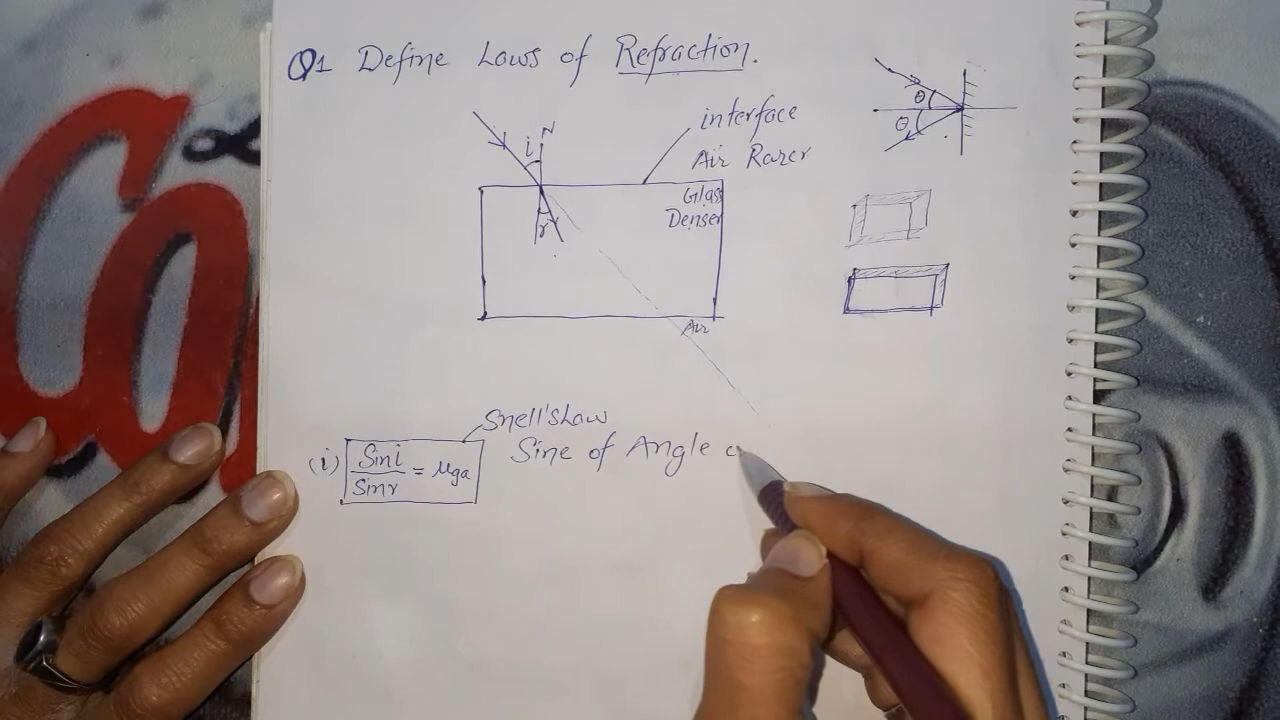 Q1 Define Laws of Refraction.
θ
θ
N
i
interface
Air Rarer
Glass
Denser
r
Air
Snell's Law
(i) Sin i / Sin r = μga
Sine of Angle o